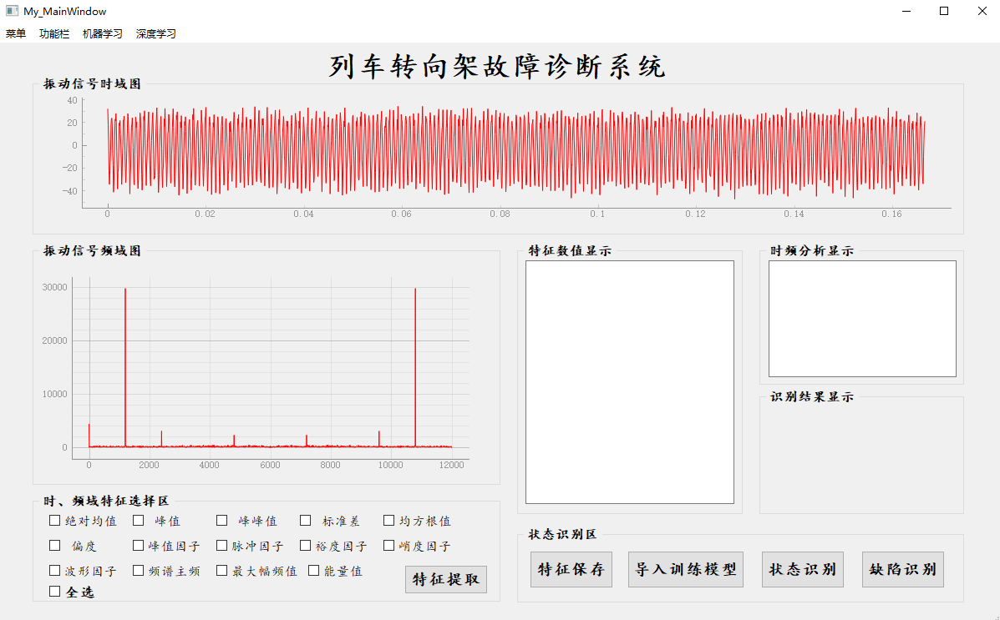 My_MainWindow
菜单 功能栏 机器学习 深度学习
列车转向架故障诊断系统
振动信号时域图
40
20
0
−20
−40
0 0.02 0.04 0.06 0.08 0.1 0.12 0.14 0.16
振动信号频域图
30000
20000
10000
0
0 2000 4000 6000 8000 10000 12000
特征数值显示
时频分析显示
识别结果显示
时、频域特征选择区
绝对均值 峰值 峰峰值 标准差 均方根值
偏度 峰值因子 脉冲因子 裕度因子 峭度因子
波形因子 频谱主频 最大幅频值 能量值
全选
特征提取
状态识别区
特征保存 导入训练模型 状态识别 缺陷识别